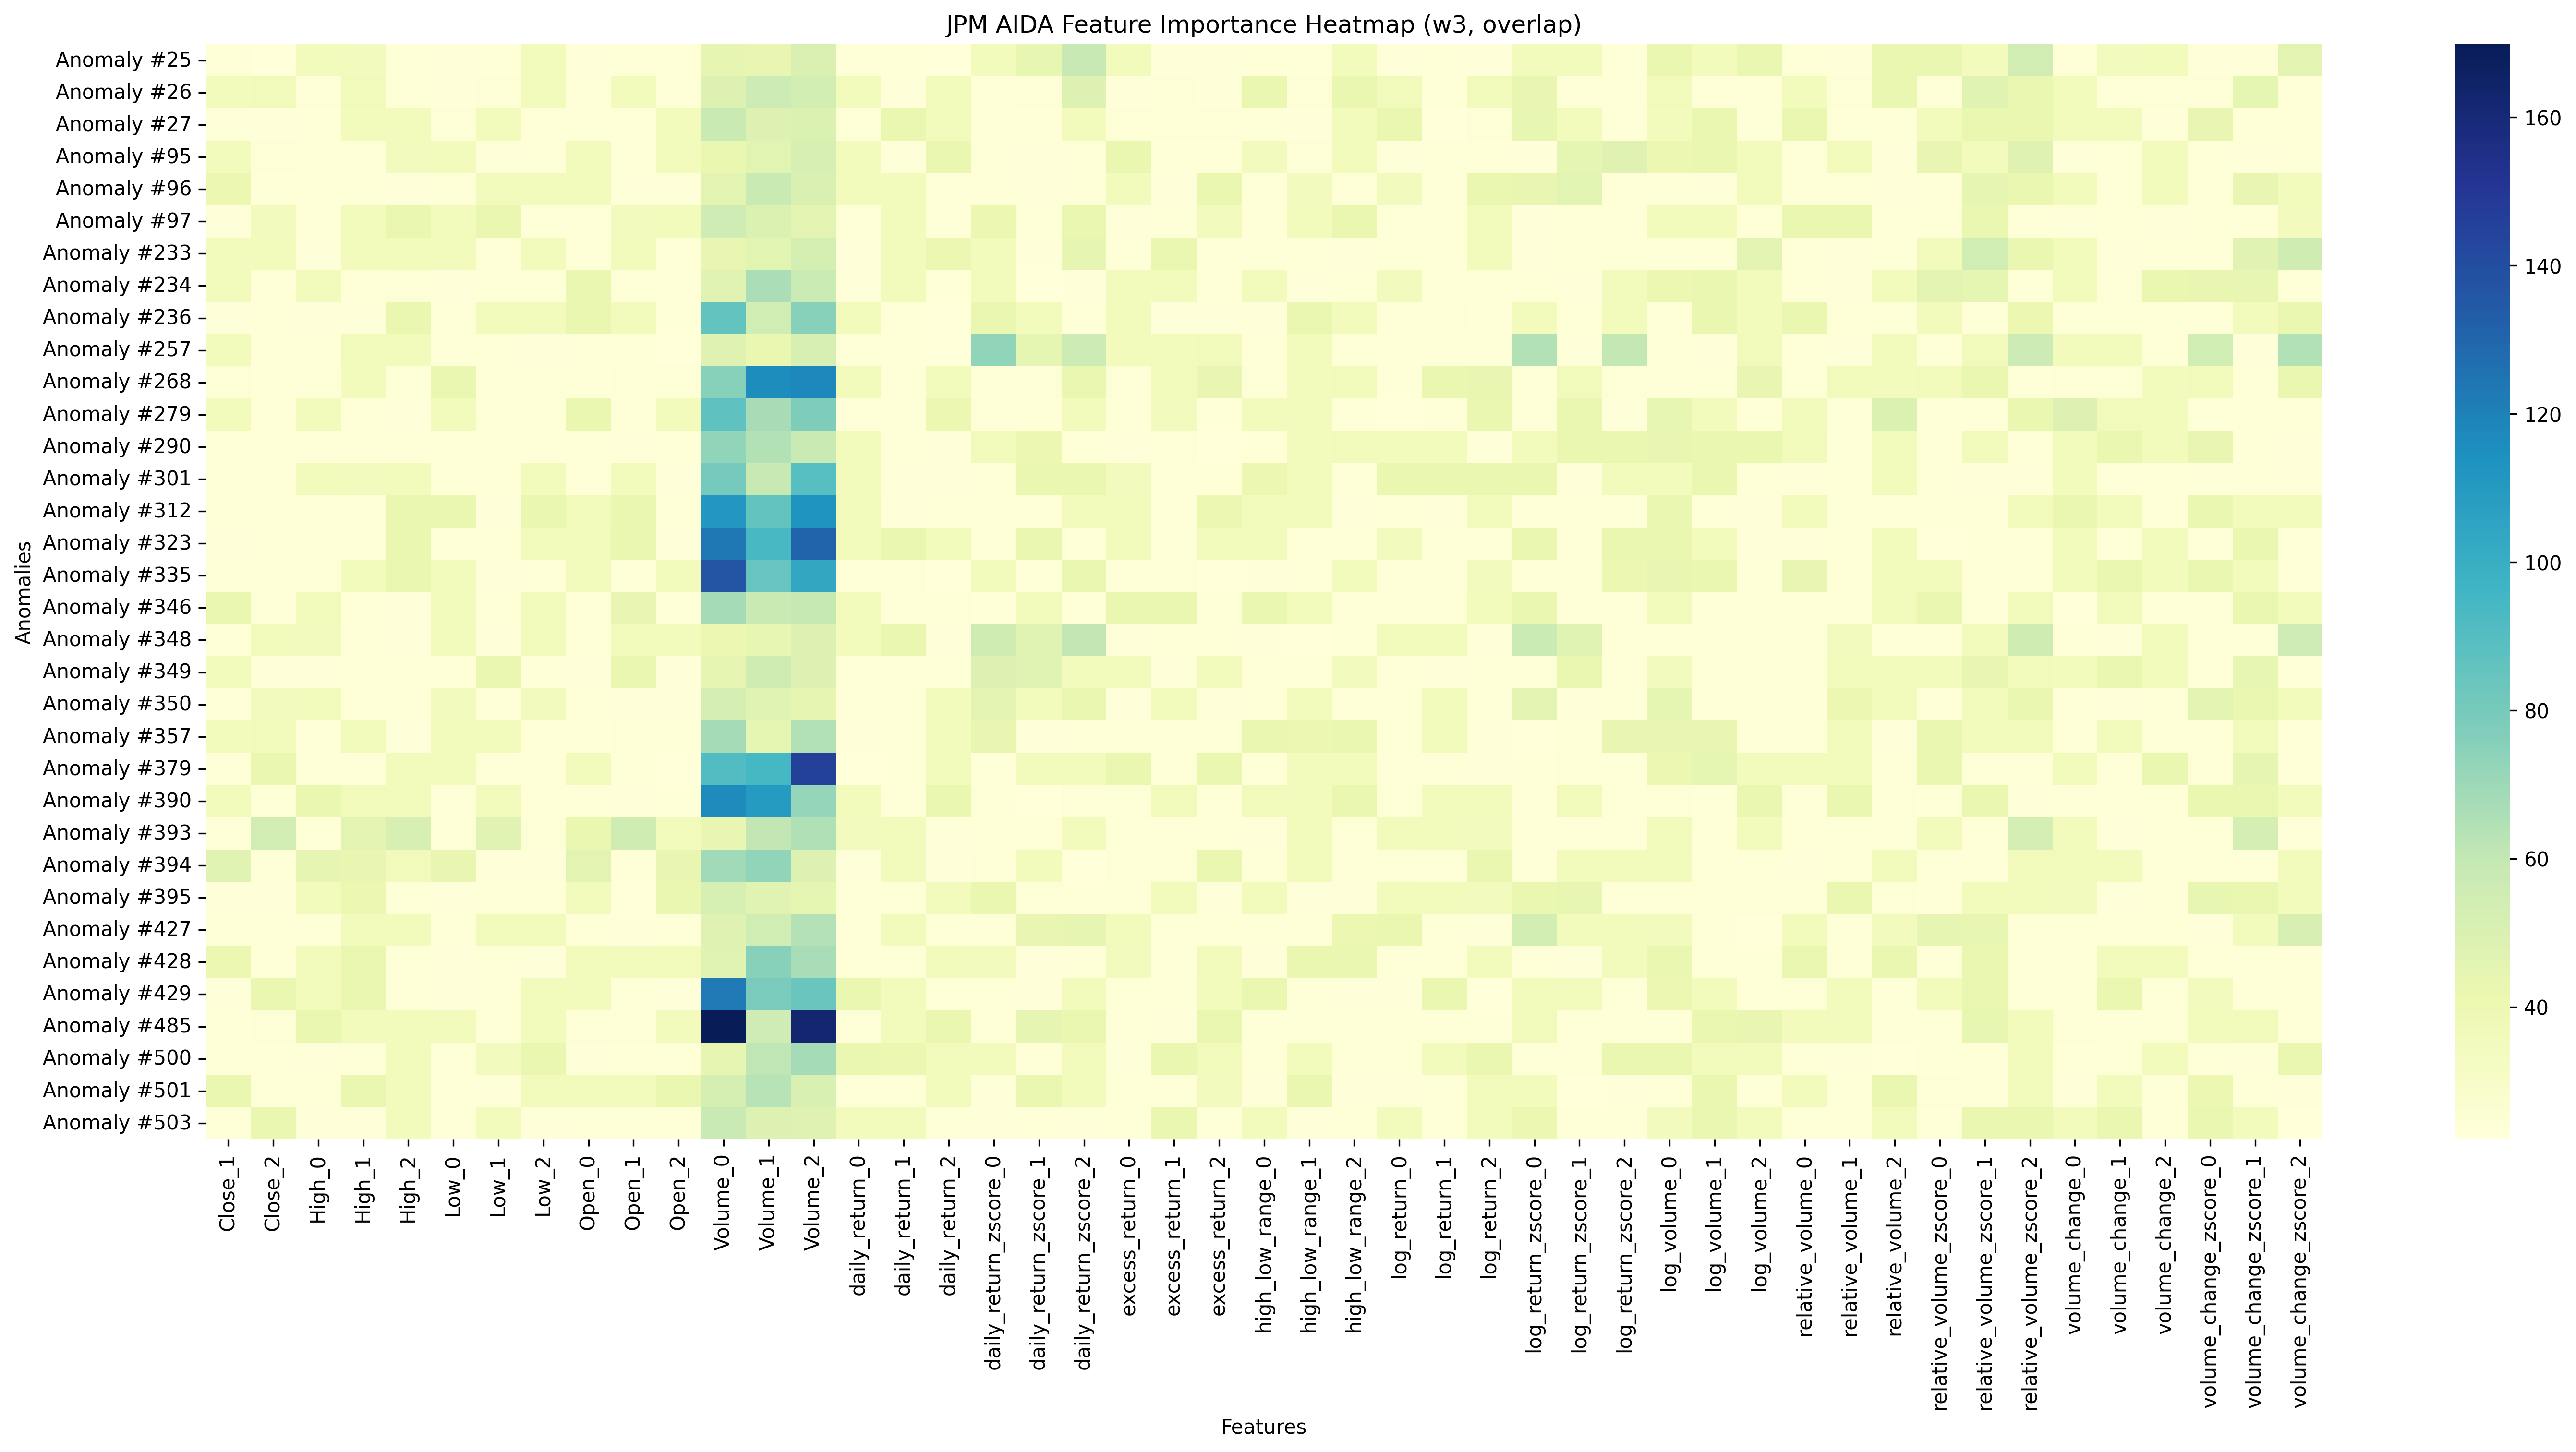 JPM AIDA Feature Importance Heatmap (w3, overlap)
Anomalies
Anomaly #25
Anomaly #26
Anomaly #27
Anomaly #95
Anomaly #96
Anomaly #97
Anomaly #233
Anomaly #234
Anomaly #236
Anomaly #257
Anomaly #268
Anomaly #279
Anomaly #290
Anomaly #301
Anomaly #312
Anomaly #323
Anomaly #335
Anomaly #346
Anomaly #348
Anomaly #349
Anomaly #350
Anomaly #357
Anomaly #379
Anomaly #390
Anomaly #393
Anomaly #394
Anomaly #395
Anomaly #427
Anomaly #428
Anomaly #429
Anomaly #485
Anomaly #500
Anomaly #501
Anomaly #503
Close_1
Close_2
High_0
High_1
High_2
Low_0
Low_1
Low_2
Open_0
Open_1
Open_2
Volume_0
Volume_1
Volume_2
daily_return_0
daily_return_1
daily_return_2
daily_return_zscore_0
daily_return_zscore_1
daily_return_zscore_2
excess_return_0
excess_return_1
excess_return_2
high_low_range_0
high_low_range_1
high_low_range_2
log_return_0
log_return_1
log_return_2
log_return_zscore_0
log_return_zscore_1
log_return_zscore_2
log_volume_0
log_volume_1
log_volume_2
relative_volume_0
relative_volume_1
relative_volume_2
relative_volume_zscore_0
relative_volume_zscore_1
relative_volume_zscore_2
volume_change_0
volume_change_1
volume_change_2
volume_change_zscore_0
volume_change_zscore_1
volume_change_zscore_2
Features
160
140
120
100
80
60
40